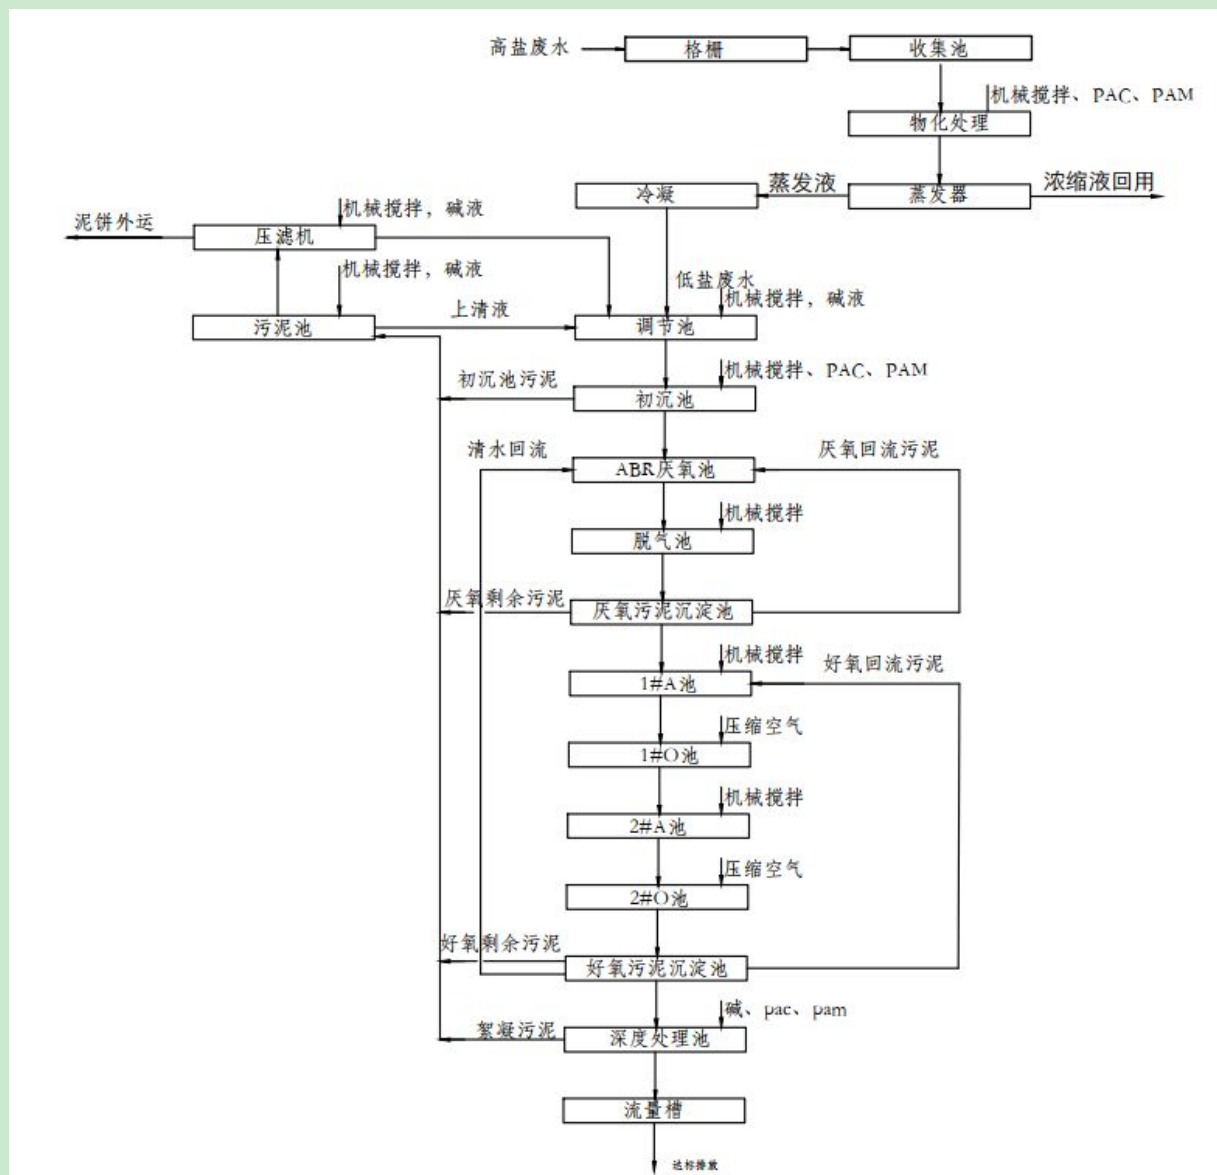 高盐废水
格栅
收集池
机械搅拌、PAC、PAM
物化处理
冷凝
蒸发液
蒸发器
浓缩液回用
泥饼外运
机械搅拌，碱液
压滤机
机械搅拌，碱液
低盐废水
机械搅拌，碱液
上清液
污泥池
调节池
机械搅拌、PAC、PAM
初沉池污泥
初沉池
清水回流
厌氧回流污泥
ABR厌氧池
机械搅拌
脱气池
厌氧剩余污泥
厌氧污泥沉淀池
机械搅拌
好氧回流污泥
1#A池
压缩空气
1#O池
机械搅拌
2#A池
压缩空气
2#O池
好氧剩余污泥
好氧污泥沉淀池
碱、pac、pam
絮凝污泥
深度处理池
流量槽
达标排放